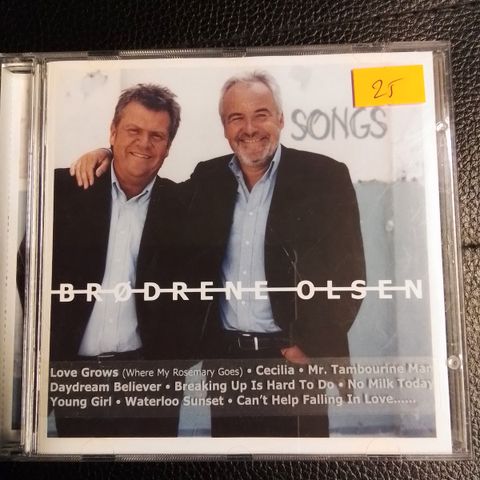 25
SONGS
BRØDRENE OLSEN
Love Grows (Where My Rosemary Goes) • Cecilia • Mr. Tambourine Man
Daydream Believer • Breaking Up Is Hard To Do • No Milk Today
Young Girl • Waterloo Sunset • Can't Help Falling In Love......